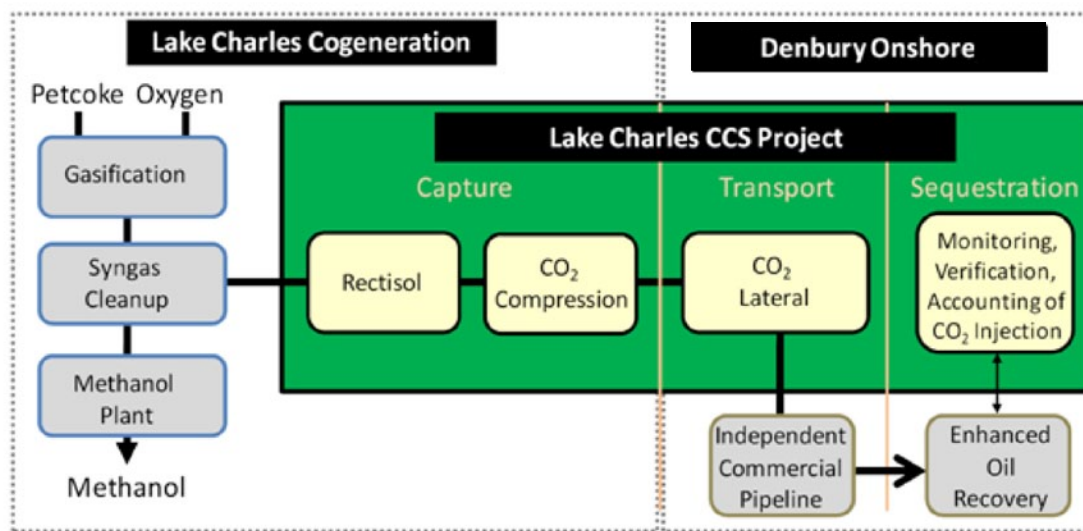 Lake Charles Cogeneration
Denbury Onshore
Petcoke Oxygen
Gasification
Syngas
Cleanup
Methanol
Plant
Methanol
Lake Charles CCS Project
Capture
Transport
Sequestration
Rectisol
CO₂
Compression
CO₂
Lateral
Monitoring,
Verification,
Accounting of
CO₂ Injection
Independent
Commercial
Pipeline
Enhanced
Oil
Recovery